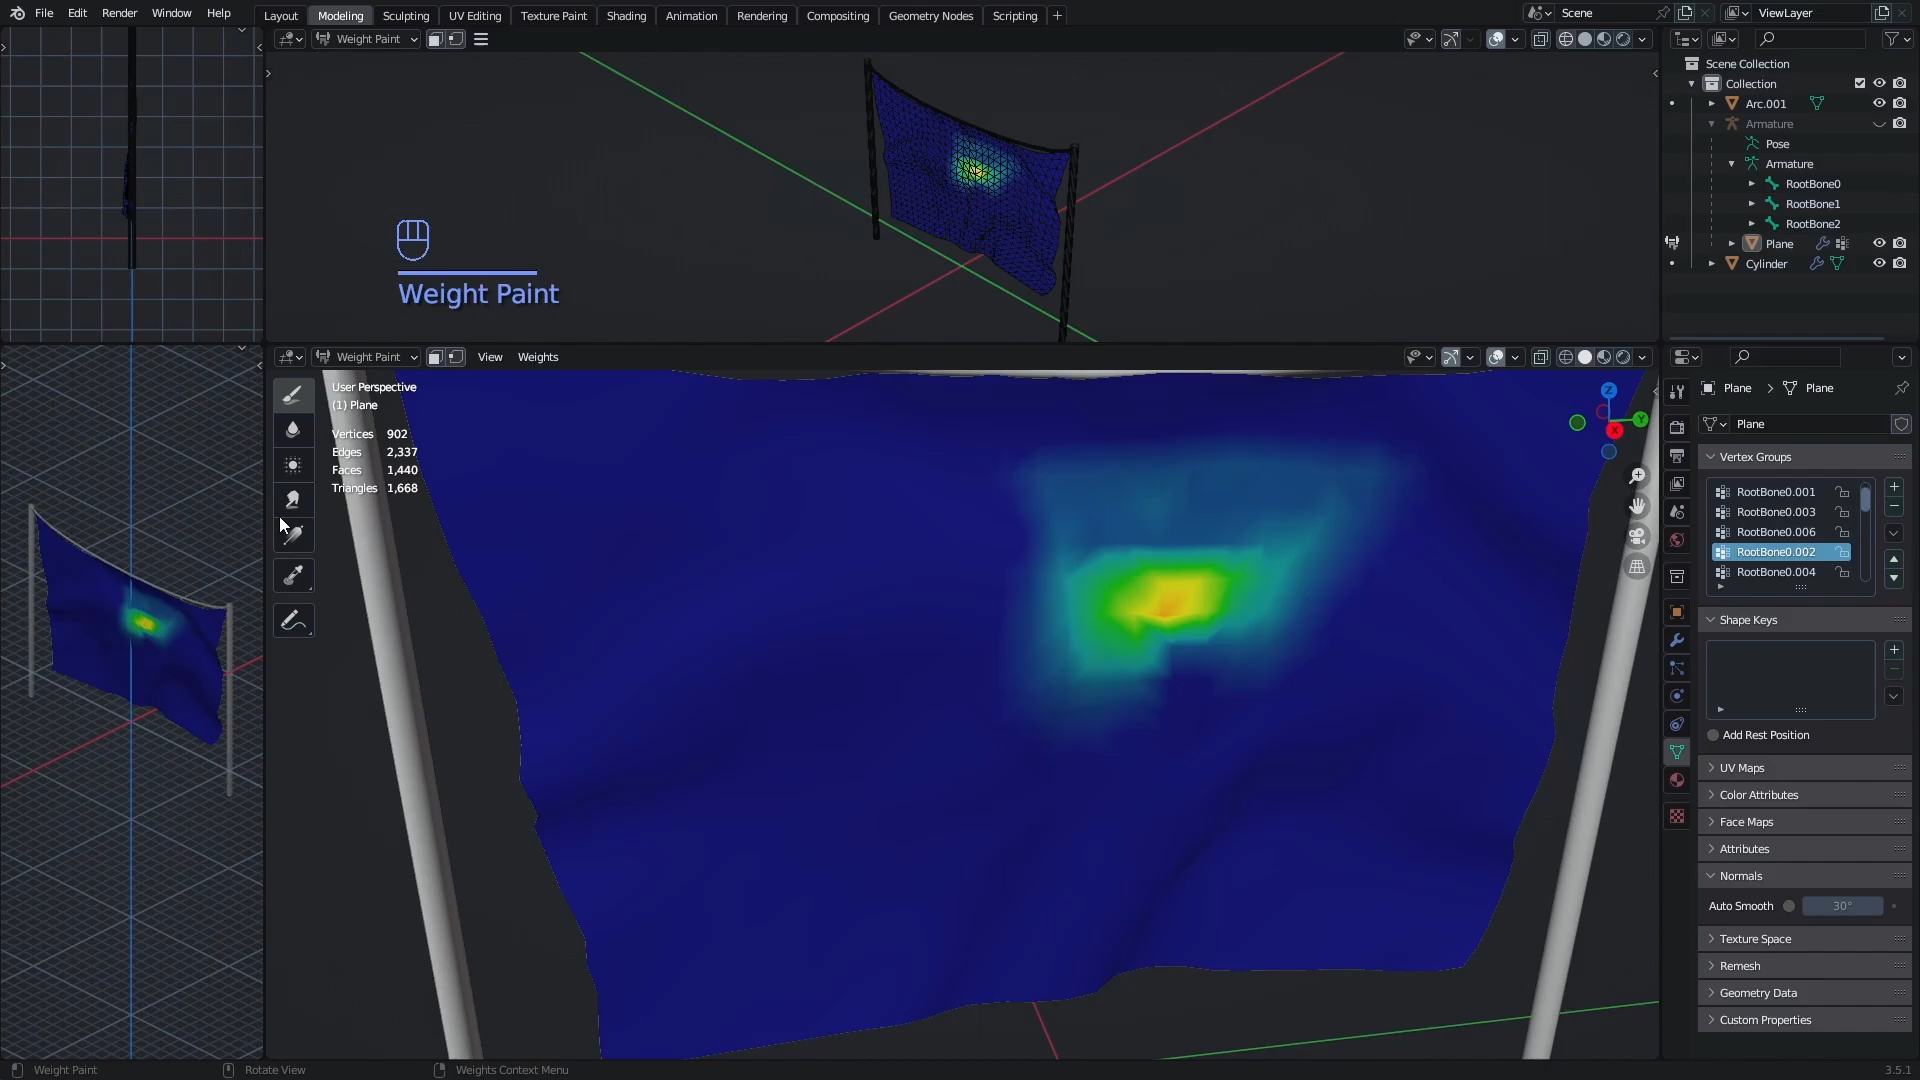 File Edit Render Window Help Layout Modeling Sculpting UV Editing Texture Paint Shading Animation Rendering Compositing Geometry Nodes Scripting + Scene ViewLayer
Weight Paint
Scene Collection
Collection
Arc.001
Armature
Pose
Armature
RootBone0
RootBone1
RootBone2
Plane
Cylinder
Weight Paint
Weight Paint View Weights
User Perspective
(1) Plane
Vertices 902
Edges 2,337
Faces 1,440
Triangles 1,668
Z
Y
X
Plane > Plane
Plane
Vertex Groups
RootBone0.001
RootBone0.003
RootBone0.006
RootBone0.002
RootBone0.004
Shape Keys
Add Rest Position
UV Maps
Color Attributes
Face Maps
Attributes
Normals
Auto Smooth 30°
Texture Space
Remesh
Geometry Data
Custom Properties
Weight Paint Rotate View Weights Context Menu 3.5.1